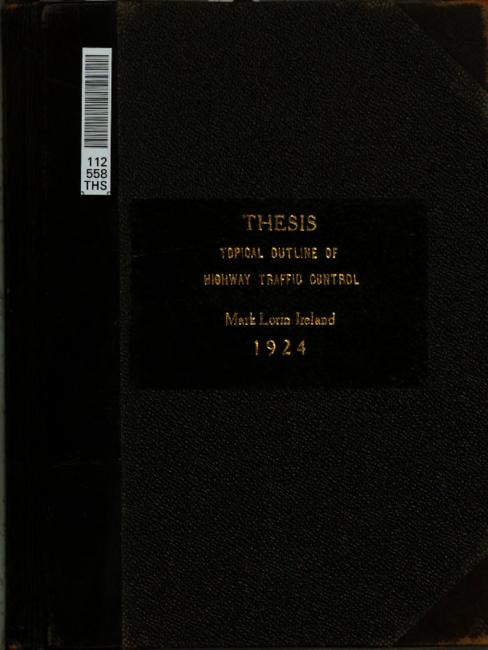 112
558
THS
THESIS
TOPICAL OUTLINE OF
HIGHWAY TRAFFIC CONTROL
Mark Lorin Ireland
1924